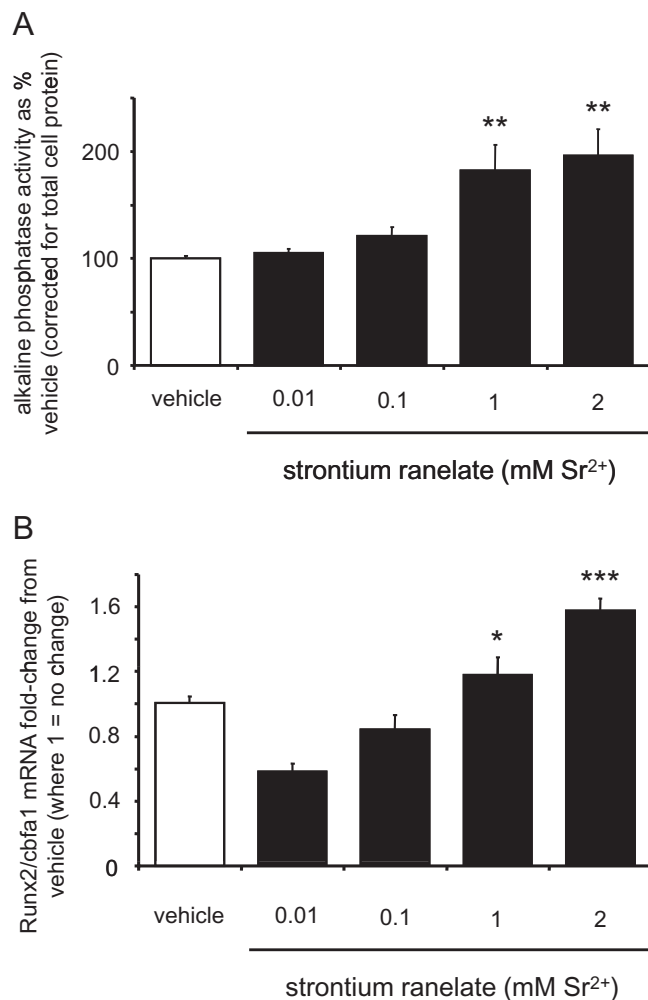 A
alkaline phosphatase activity as %
vehicle (corrected for total cell protein)
200
100
0
** **
vehicle 0.01 0.1 1 2
strontium ranelate (mM Sr²⁺)
B
Runx2/cbfa1 mRNA fold-change from
vehicle (where 1 = no change)
1.6
1.2
0.8
0.4
0
* ***
vehicle 0.01 0.1 1 2
strontium ranelate (mM Sr²⁺)